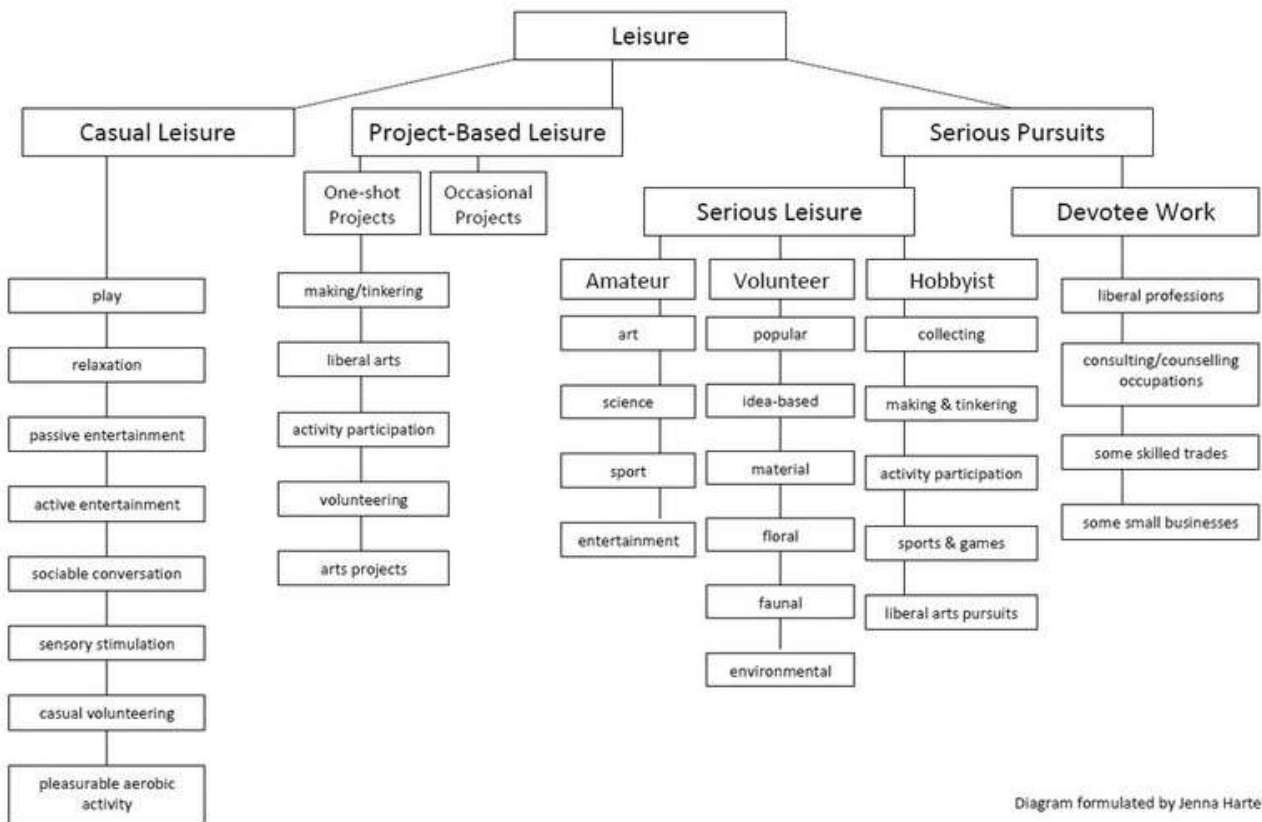 Leisure
Casual Leisure
Project-Based Leisure
Serious Pursuits
One-shot
Projects
Occasional
Projects
Serious Leisure
Devotee Work
Amateur
Volunteer
Hobbyist
play
relaxation
passive entertainment
active entertainment
sociable conversation
sensory stimulation
casual volunteering
pleasurable aerobic
activity
making/tinkering
liberal arts
activity participation
volunteering
arts projects
art
science
sport
entertainment
popular
idea-based
material
floral
faunal
environmental
collecting
making & tinkering
activity participation
sports & games
liberal arts pursuits
liberal professions
consulting/counselling
occupations
some skilled trades
some small businesses
Diagram formulated by Jenna Harte